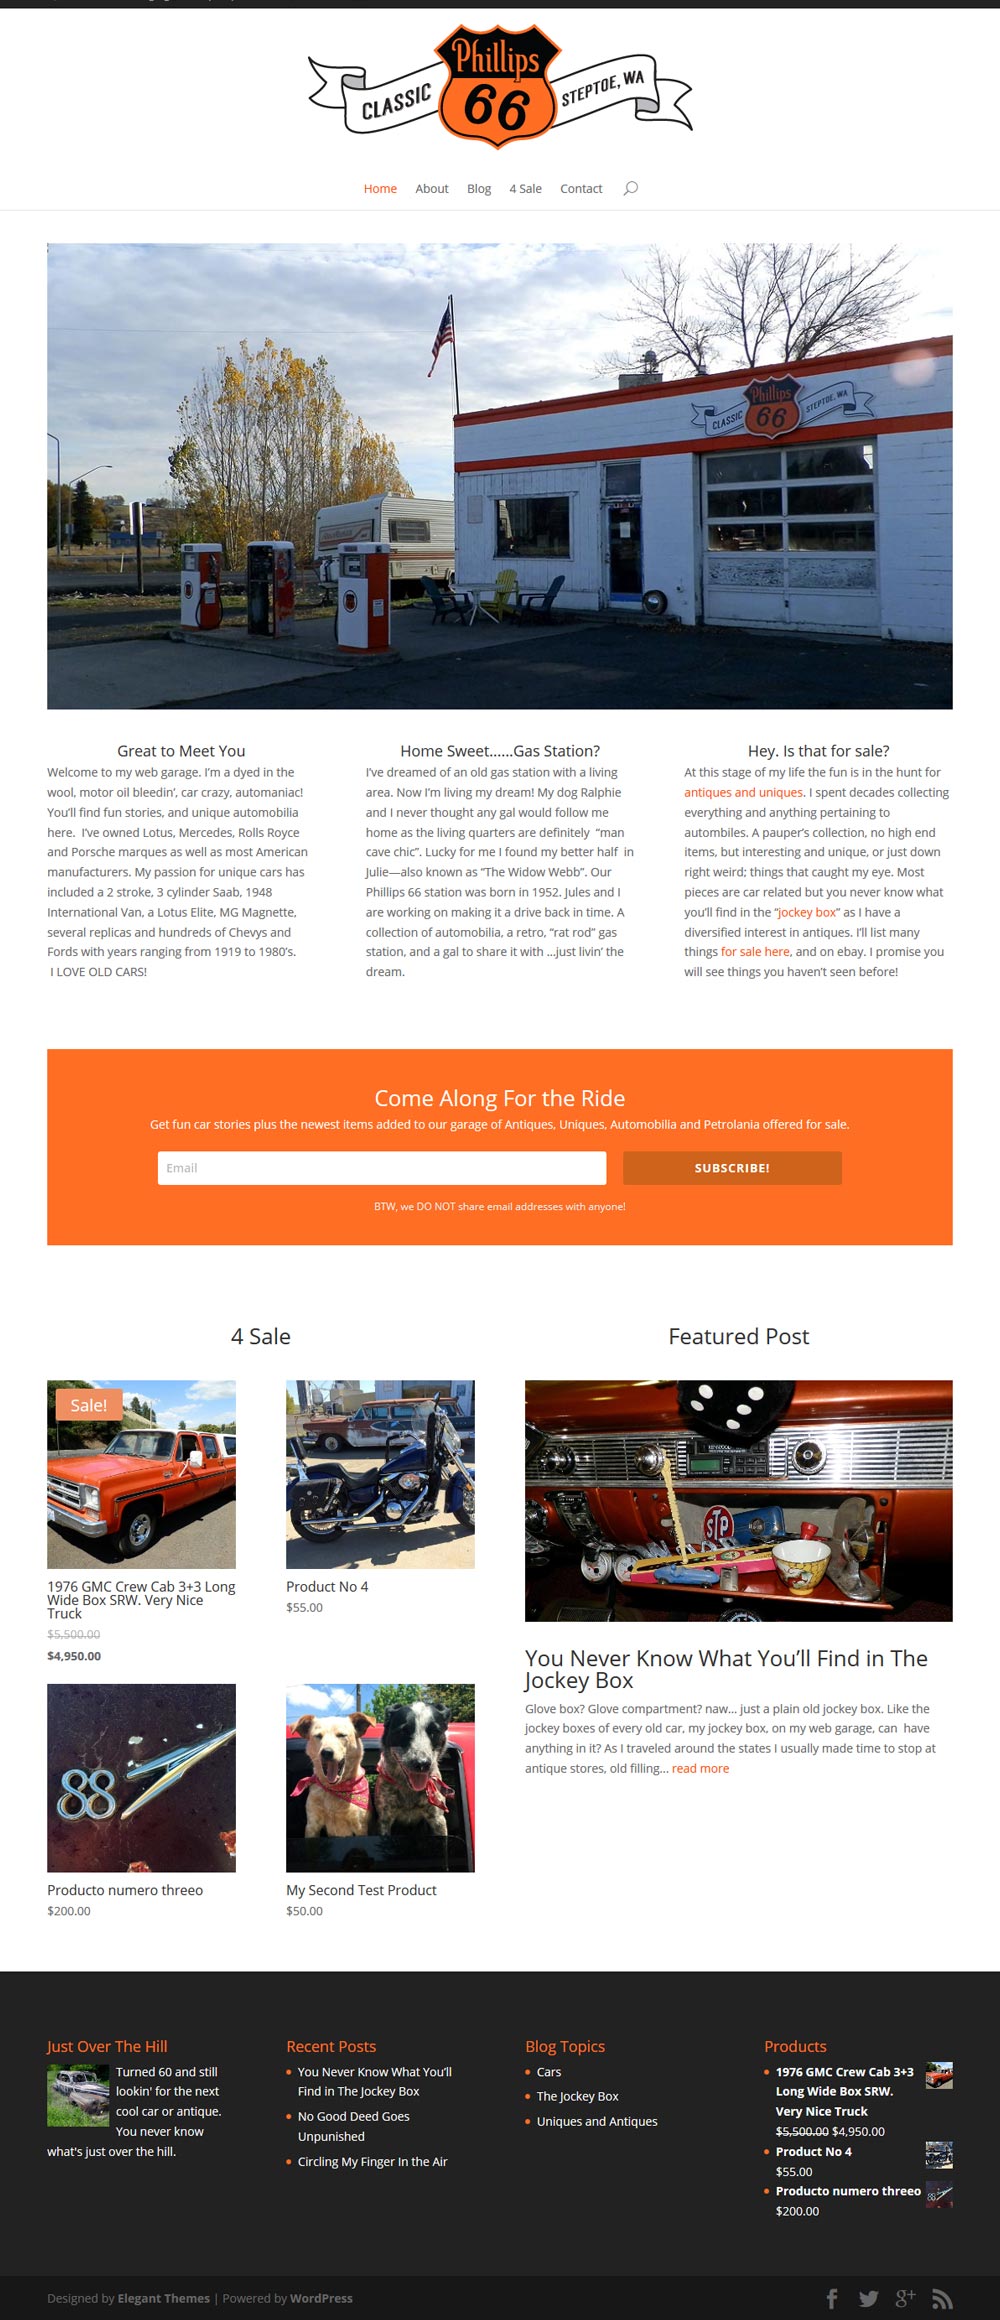 Phillips
66
CLASSIC
STEPTOE, WA
Home About Blog 4 Sale Contact
Phillips
66
CLASSIC
STEPTOE, WA
Great to Meet You
Welcome to my web garage. I'm a dyed in the
wool, motor oil bleedin', car crazy, automaniac!
You'll find fun stories, and unique automobilia
here.  I've owned Lotus, Mercedes, Rolls Royce
and Porsche marques as well as most American
manufacturers. My passion for unique cars has
included a 2 stroke, 3 cylinder Saab, 1948
International Van, a Lotus Elite, MG Magnette,
several replicas and hundreds of Chevys and
Fords with years ranging from 1919 to 1980's.
I LOVE OLD CARS!
Home Sweet......Gas Station?
I've dreamed of an old gas station with a living
area. Now I'm living my dream! My dog Ralphie
and I never thought any gal would follow me
home as the living quarters are definitely  “man
cave chic”. Lucky for me I found my better half  in
Julie—also known as “The Widow Webb”. Our
Phillips 66 station was born in 1952. Jules and I
are working on making it a drive back in time. A
collection of automobilia, a retro, “rat rod” gas
station, and a gal to share it with ...just livin' the
dream.
Hey. Is that for sale?
At this stage of my life the fun is in the hunt for
antiques and uniques. I spent decades collecting
everything and anything pertaining to
autombiles. A pauper's collection, no high end
items, but interesting and unique, or just down
right weird; things that caught my eye. Most
pieces are car related but you never know what
you'll find in the “jockey box” as I have a
diversified interest in antiques. I'll list many
things for sale here, and on ebay. I promise you
will see things you haven't seen before!
Come Along For the Ride
Get fun car stories plus the newest items added to our garage of Antiques, Uniques, Automobilia and Petrolania offered for sale.
Email
SUBSCRIBE!
BTW, we DO NOT share email addresses with anyone!
4 Sale
Sale!
1976 GMC Crew Cab 3+3 Long
Wide Box SRW. Very Nice
Truck
$5,500.00
$4,950.00
Product No 4
$55.00
88
Producto numero threeo
$200.00
My Second Test Product
$50.00
Featured Post
STP
You Never Know What You'll Find in The
Jockey Box
Glove box? Glove compartment? naw... just a plain old jockey box. Like the
jockey boxes of every old car, my jockey box, on my web garage, can  have
anything in it? As I traveled around the states I usually made time to stop at
antique stores, old filling... read more
Just Over The Hill
Turned 60 and still
lookin' for the next
cool car or antique.
You never know
what's just over the hill.
Recent Posts
You Never Know What You'll
Find in The Jockey Box
No Good Deed Goes
Unpunished
Circling My Finger In the Air
Blog Topics
Cars
The Jockey Box
Uniques and Antiques
Products
1976 GMC Crew Cab 3+3
Long Wide Box SRW.
Very Nice Truck
$5,500.00 $4,950.00
Product No 4
$55.00
Producto numero threeo
$200.00
88
Designed by Elegant Themes | Powered by WordPress